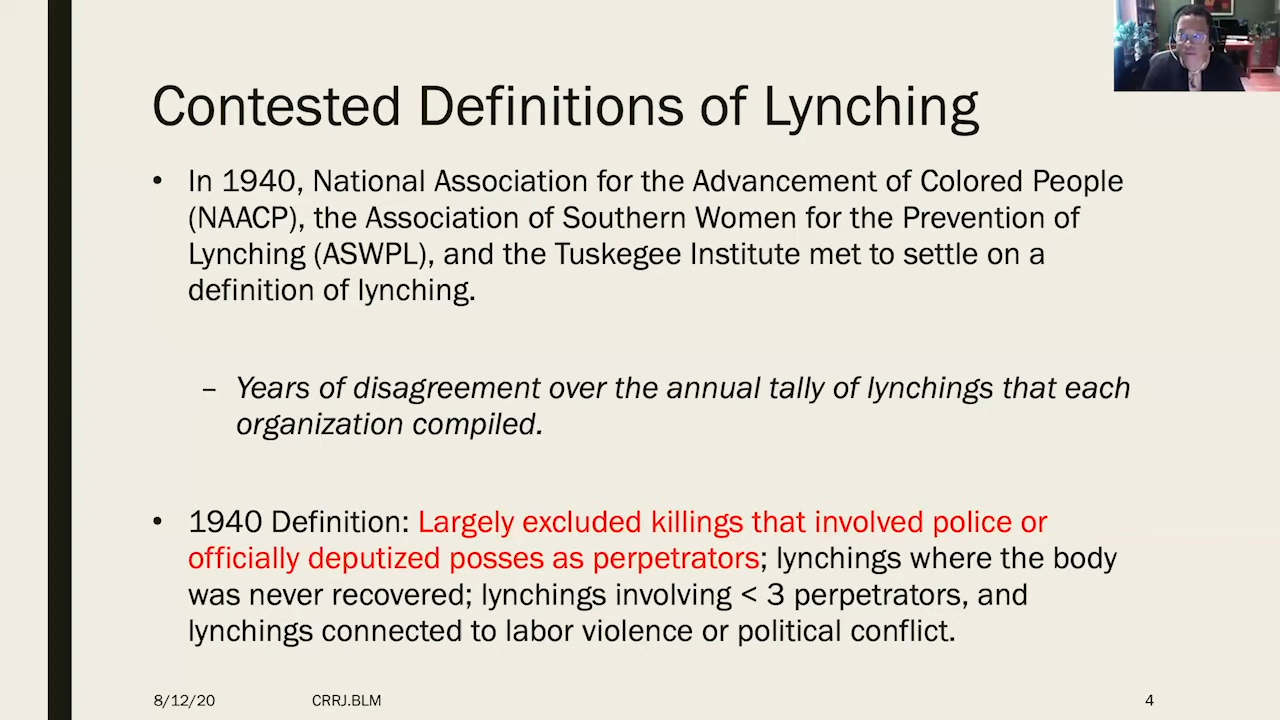 Contested Definitions of Lynching
• In 1940, National Association for the Advancement of Colored People
(NAACP), the Association of Southern Women for the Prevention of
Lynching (ASWPL), and the Tuskegee Institute met to settle on a
definition of lynching.
– Years of disagreement over the annual tally of lynchings that each
organization compiled.
• 1940 Definition: Largely excluded killings that involved police or
officially deputized posses as perpetrators; lynchings where the body
was never recovered; lynchings involving < 3 perpetrators, and
lynchings connected to labor violence or political conflict.
8/12/20 CRRJ.BLM 4